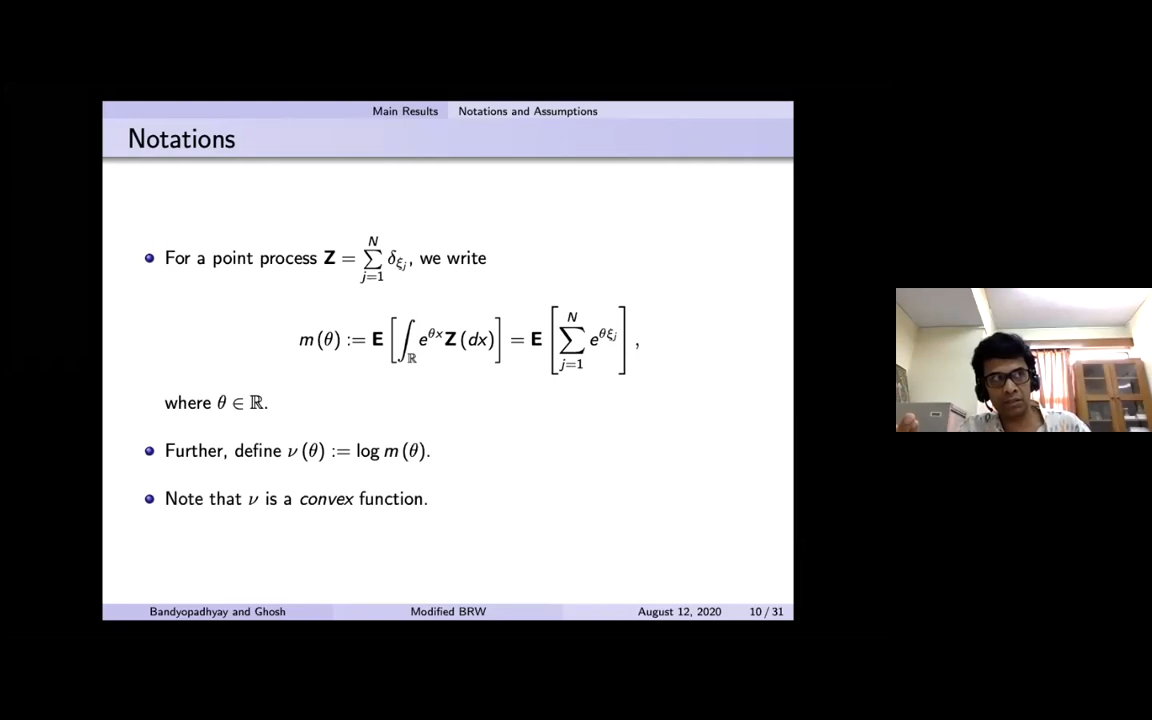 Main Results Notations and Assumptions
Notations
For a point process Z = ∑_{j=1}^{N} δ_{ξ_j}, we write
m(θ) := E[∫_ℝ e^{θx} Z(dx)] = E[∑_{j=1}^{N} e^{θξ_j}],
where θ ∈ ℝ.
Further, define ν(θ) := log m(θ).
Note that ν is a convex function.
Bandyopadhyay and Ghosh Modified BRW August 12, 2020 10 / 31